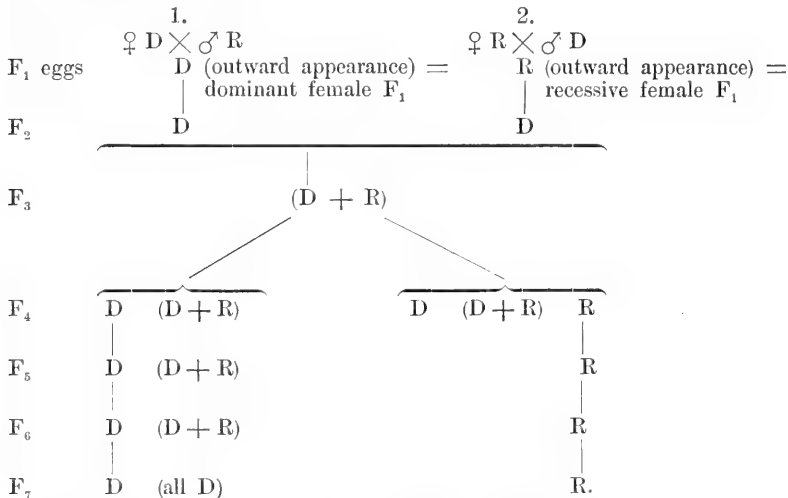 1. 2.
♀ D × ♂ R ♀ R × ♂ D
F₁ eggs D (outward appearance) = R (outward appearance) =
dominant female F₁ recessive female F₁
F₂ D D
F₃ (D + R)
F₄ D (D + R) D (D + R) R
F₅ D (D + R) R
F₆ D (D + R) R
F₇ D (all D) R.